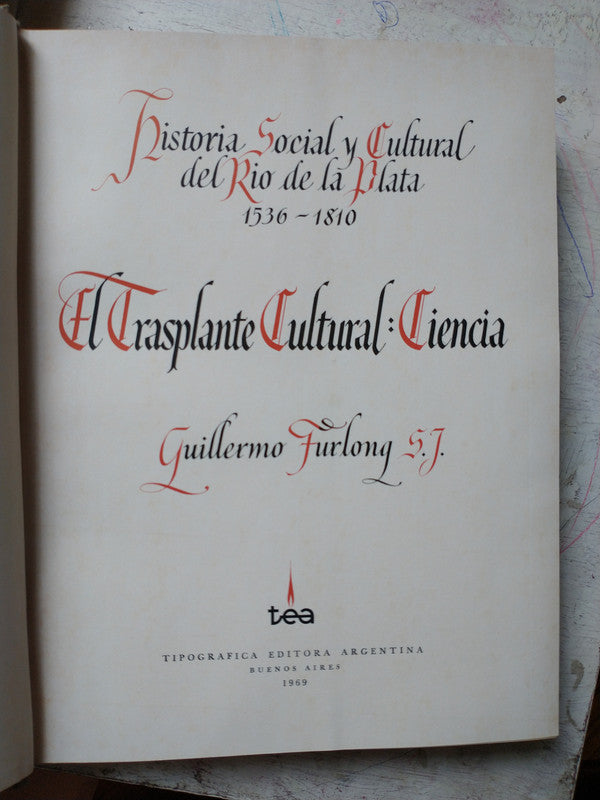 Historia Social y Cultural
del Rio de la Plata
1536 - 1810
El Trasplante Cultural: Ciencia
Guillermo Furlong S.J.
tea
TIPOGRAFICA EDITORA ARGENTINA
BUENOS AIRES
1969